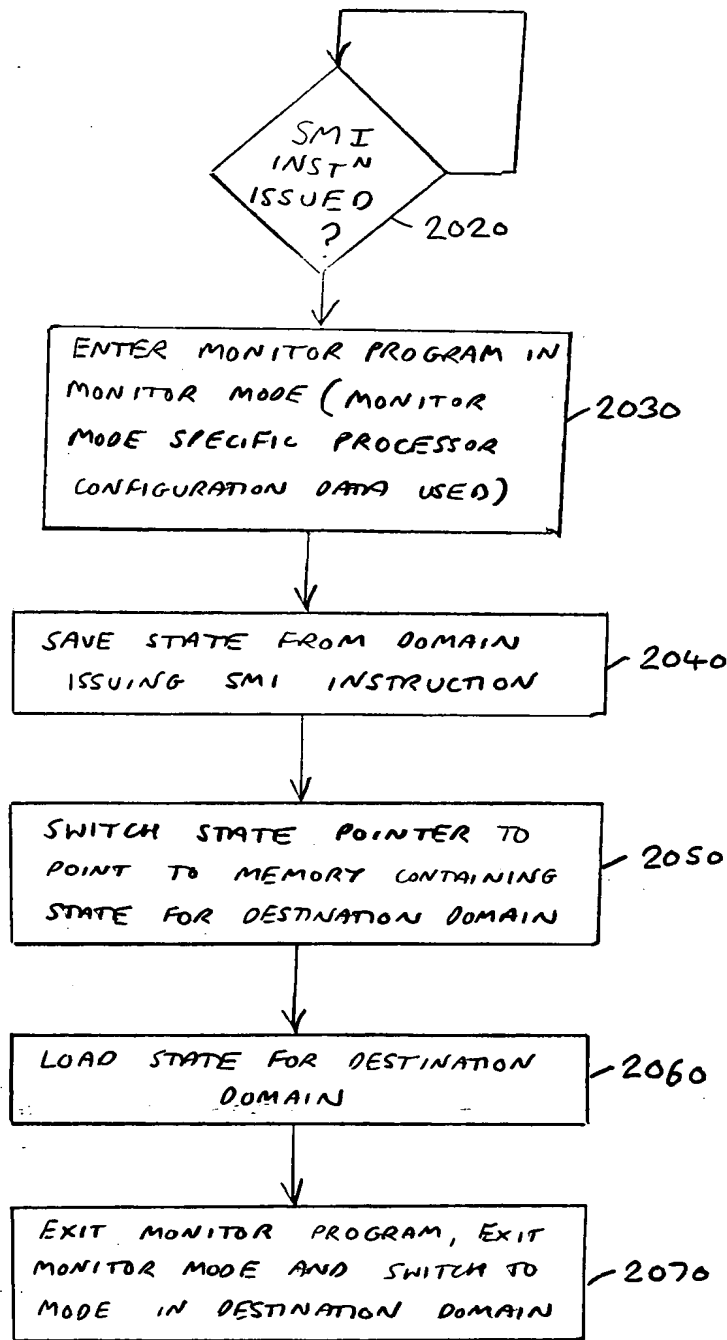 SMI
INSTN
ISSUED
?
2020
ENTER MONITOR PROGRAM IN
MONITOR MODE (MONITOR
MODE SPECIFIC PROCESSOR
CONFIGURATION DATA USED)
2030
SAVE STATE FROM DOMAIN
ISSUING SMI INSTRUCTION
2040
SWITCH STATE POINTER TO
POINT TO MEMORY CONTAINING
STATE FOR DESTINATION DOMAIN
2050
LOAD STATE FOR DESTINATION
DOMAIN
2060
EXIT MONITOR PROGRAM, EXIT
MONITOR MODE AND SWITCH TO
MODE IN DESTINATION DOMAIN
2070